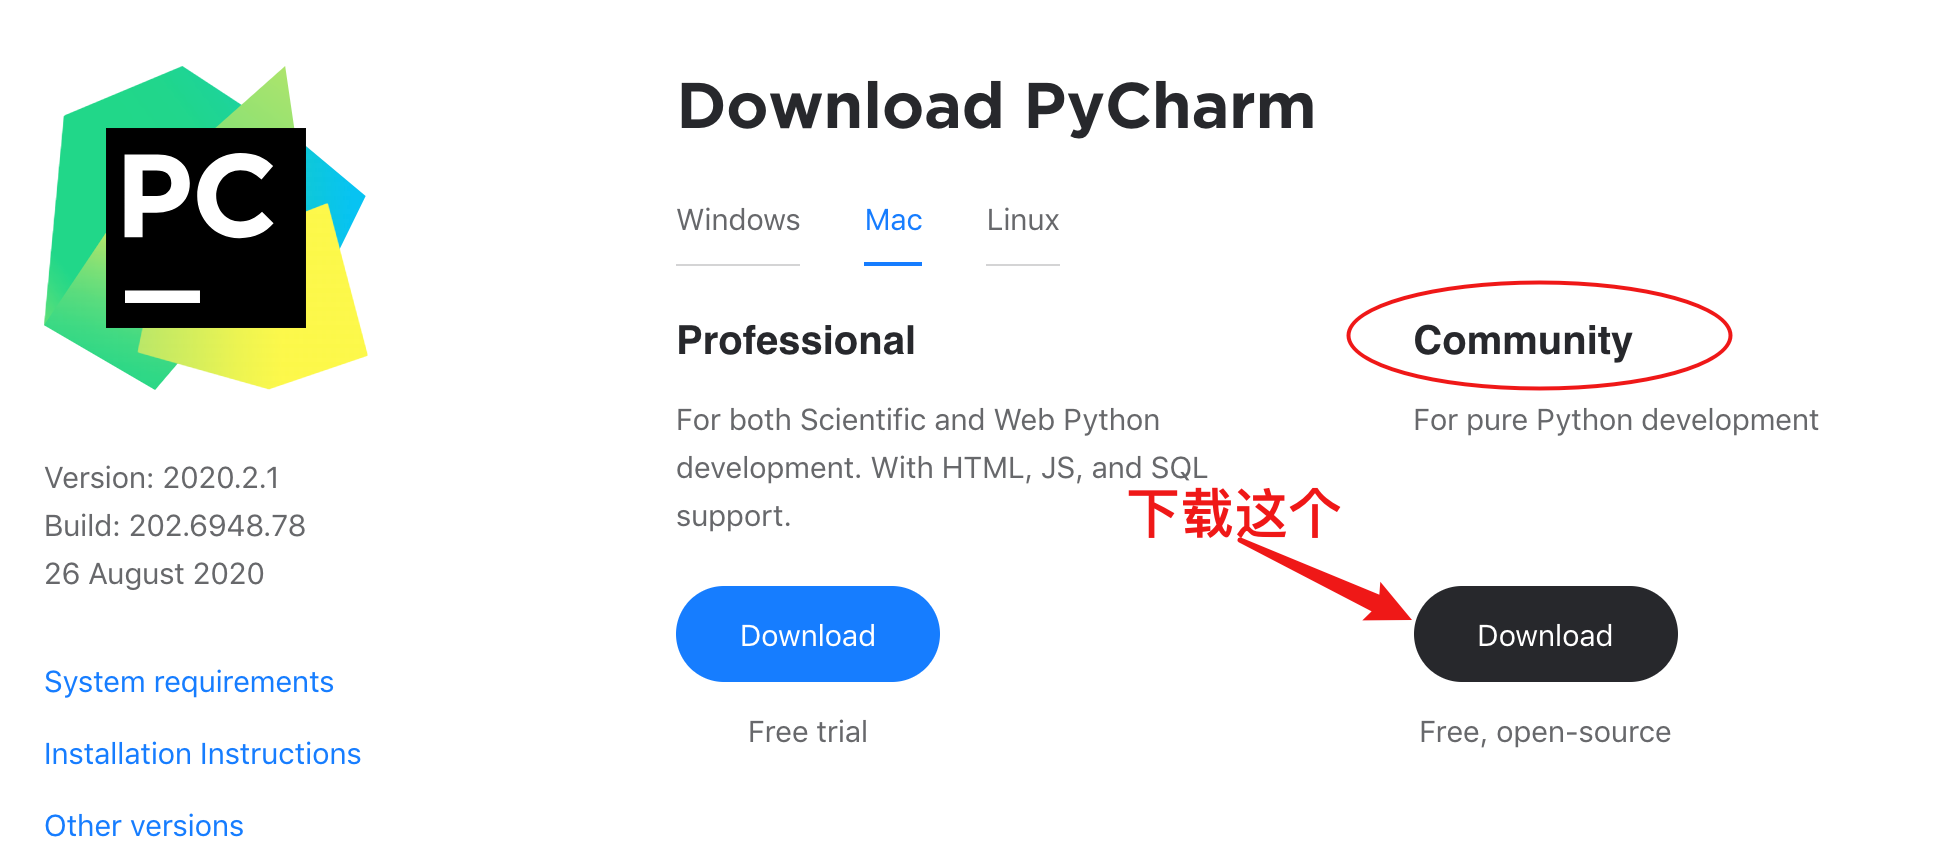 PC
Version: 2020.2.1
Build: 202.6948.78
26 August 2020
System requirements
Installation Instructions
Other versions
Download PyCharm
Windows
Mac
Linux
Professional
For both Scientific and Web Python
development. With HTML, JS, and SQL
support.
Download
Free trial
Community
For pure Python development
下载这个
Download
Free, open-source